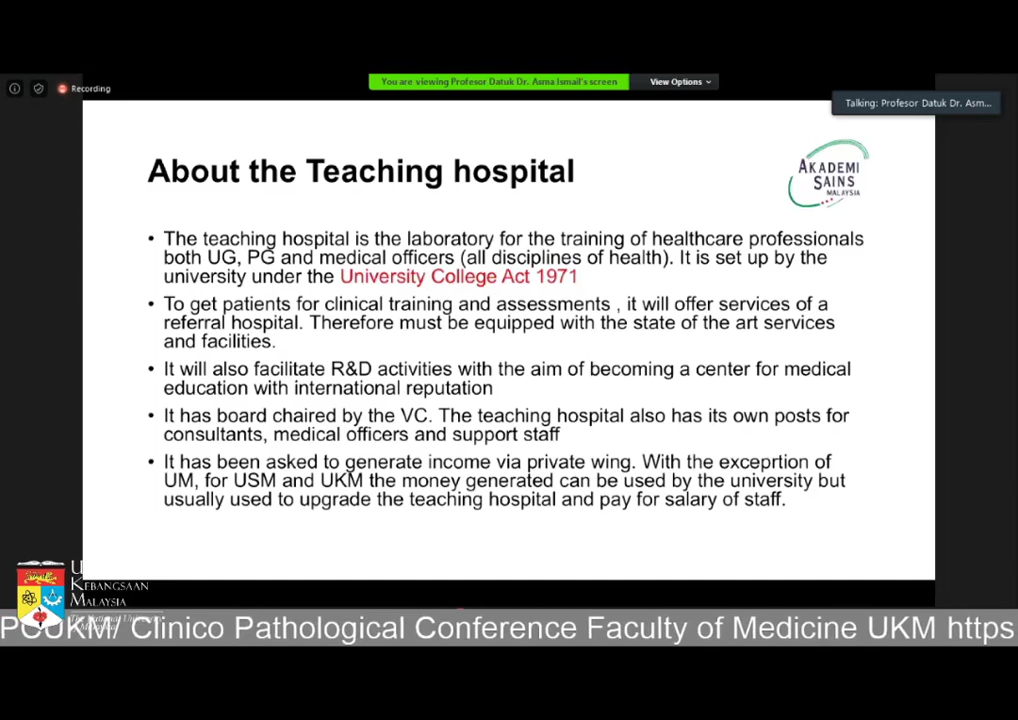 You are viewing Profesor Datuk Dr. Asma Ismail's screen
View Options
Recording
Talking: Profesor Datuk Dr. Asm...
About the Teaching hospital
AKADEMI
SAINS
MALAYSIA
• The teaching hospital is the laboratory for the training of healthcare professionals
both UG, PG and medical officers (all disciplines of health). It is set up by the
university under the University College Act 1971
• To get patients for clinical training and assessments , it will offer services of a
referral hospital. Therefore must be equipped with the state of the art services
and facilities.
• It will also facilitate R&D activities with the aim of becoming a center for medical
education with international reputation
• It has board chaired by the VC. The teaching hospital also has its own posts for
consultants, medical officers and support staff
• It has been asked to generate income via private wing. With the exceprtion of
UM, for USM and UKM the money generated can be used by the university but
usually used to upgrade the teaching hospital and pay for salary of staff.
U
KEBANGSAAN
MALAYSIA
The National University
/ Clinico Pathological Conference Faculty of Medicine UKM https